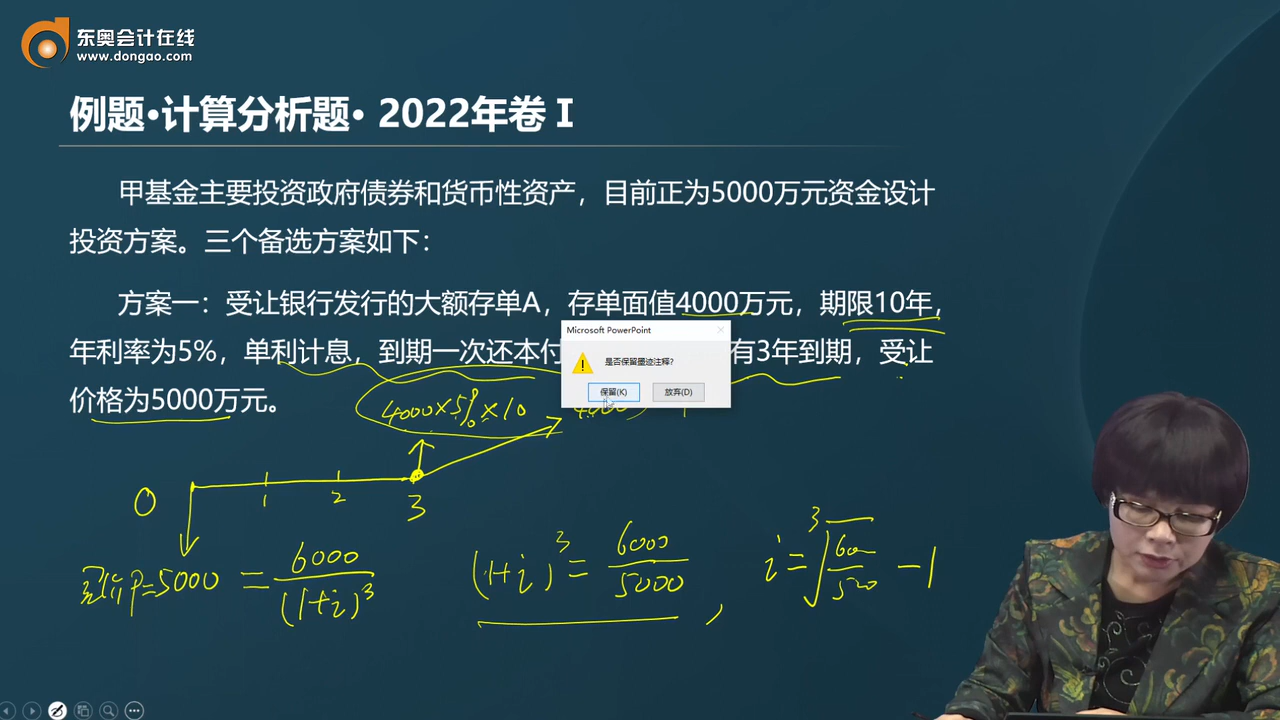 东奥会计在线
www.dongao.com
例题·计算分析题· 2022年卷Ⅰ
甲基金主要投资政府债券和货币性资产，目前正为5000万元资金设计
投资方案。三个备选方案如下：
方案一：受让银行发行的大额存单A，存单面值4000万元，期限10年，
年利率为5%，单利计息，到期一次还本付
有3年到期，受让
价格为5000万元。
Microsoft PowerPoint
是否保留墨迹注释?
保留(K) 放弃(D)
4000×5%×10
4000
0 1 2 3
P=5000 = 6000/(1+i)³
(1+i)³ = 6000/5000 ,
i=³√ -1